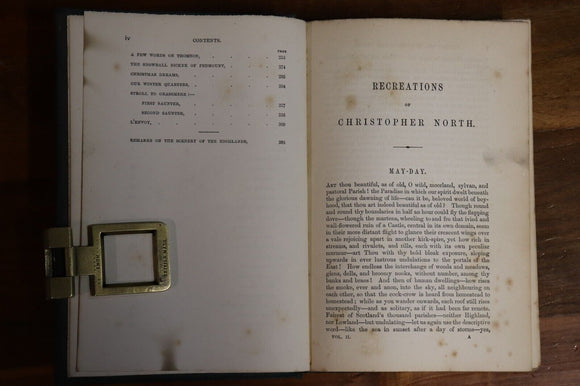 iv CONTENTS.
PAGE
A FEW WORDS ON THOMSON, 253
THE SNOWBALL BICKER OF PEDMOUNT, 274
CHRISTMAS DREAMS, 285
OUR WINTER QUARTERS, 304
STROLL TO GRASSMERE:—
FIRST SAUNTER, 327
SECOND SAUNTER, 358
L'ENVOY, 380
REMARKS ON THE SCENERY OF THE HIGHLANDS,
RECREATIONS
OF
CHRISTOPHER NORTH.
MAY-DAY.
ART thou beautiful, as of old, O wild, moorland, sylvan, and
pastoral Parish! the Paradise in which our spirit dwelt beneath
the glorious dawning of life—can it be, beloved world of boy-
hood, that thou art indeed beautiful as of old? Though round
and round thy boundaries in half an hour could fly the flapping
dove—though the martens, wheeling to and fro that ivied and
wall-flowered ruin of a Castle, central in its own domain, seem
in their more distant flight to glance their crescent wings over
a vale rejoicing apart in another kirk-spire, yet how rich in
streams, and rivulets, and rills, each with its own peculiar
murmur—art Thou with thy bold bleak exposure, sloping
upwards in ever lustrous undulations to the portals of the
East! How endless the interchange of woods and meadows,
glens, dells, and broomy nooks, without number, among thy
banks and braes! And then of human dwellings—how rises
the smoke, ever and anon, into the sky, all neighbouring on
each other, so that the cock-crow is heard from homestead to
homestead; while as you wander onwards, each roof still rises
unexpectedly—and as solitary, as if it had been far remote.
Fairest of Scotland's thousand parishes—neither Highland,
nor Lowland—but undulating—let us again use the descriptive
word—like the sea in sunset after a day of storms—yes,
VOL. II. A